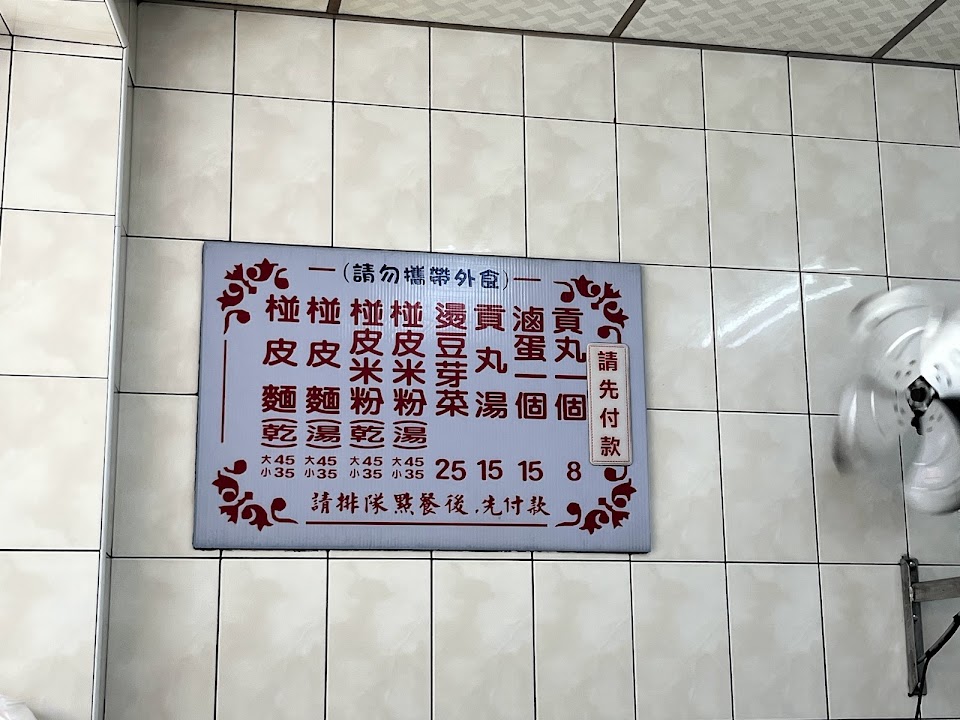 (請勿攜帶外食)
請先付款
貢丸一個 8
滷蛋一個 15
貢丸湯 15
燙豆芽菜 25
椪皮米粉(湯) 大45 小35
椪皮米粉(乾) 大45 小35
椪皮麵(湯) 大45 小35
椪皮麵(乾) 大45 小35
請排隊點餐後,先付款